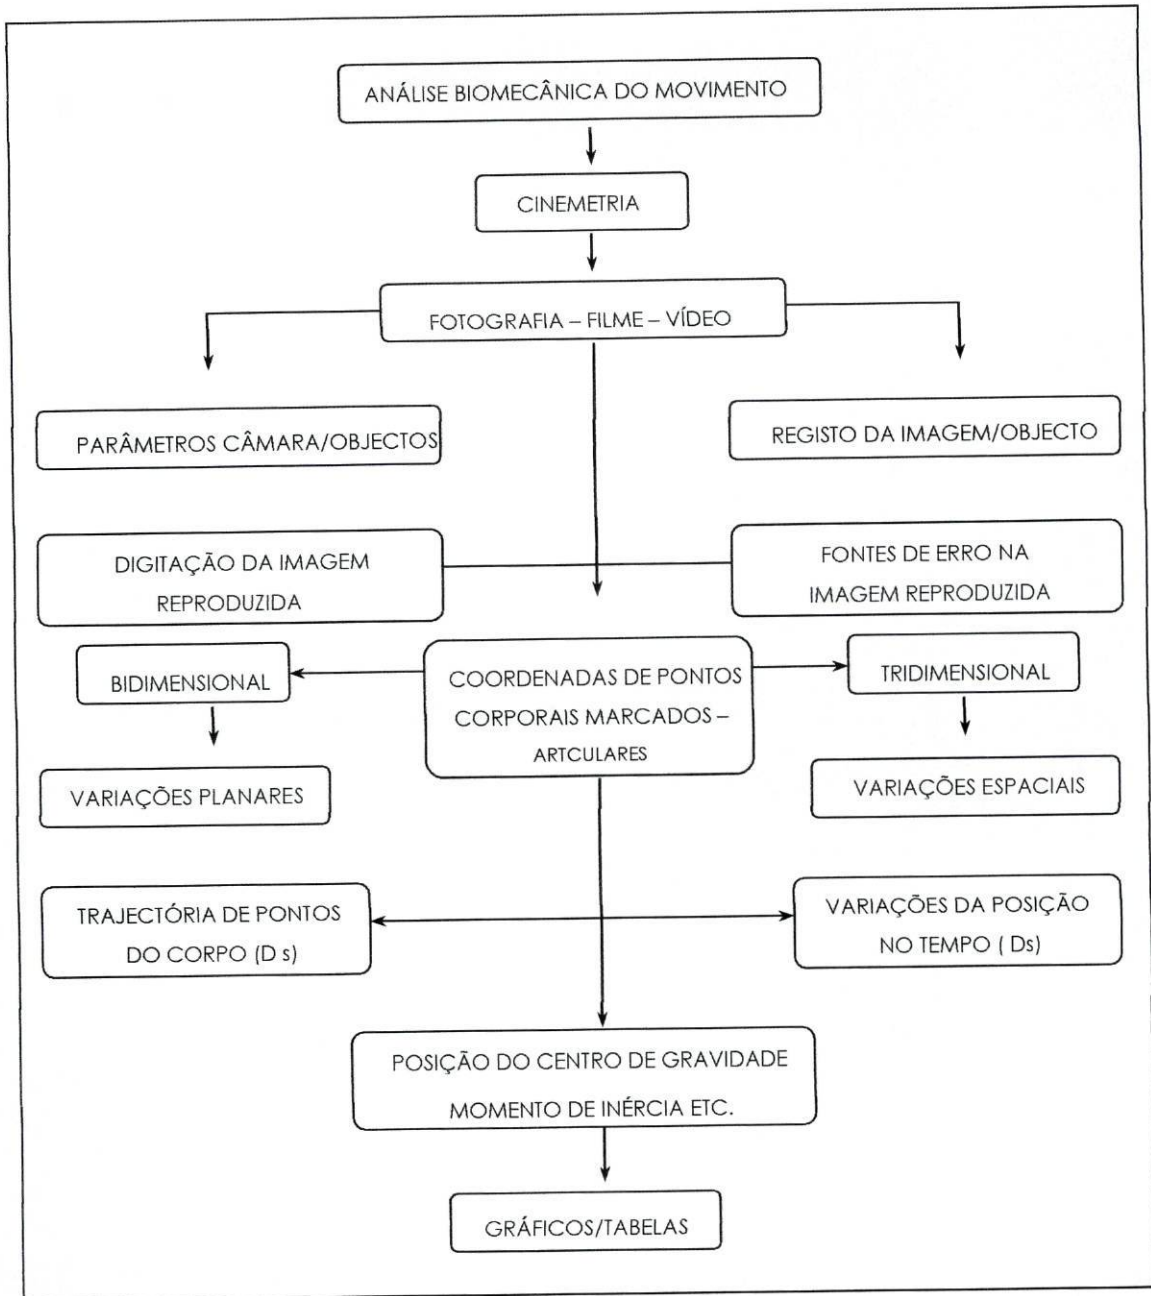 ANÁLISE BIOMECÂNICA DO MOVIMENTO
CINEMETRIA
FOTOGRAFIA – FILME – VÍDEO
PARÂMETROS CÂMARA/OBJECTOS
REGISTO DA IMAGEM/OBJECTO
DIGITAÇÃO DA IMAGEM
REPRODUZIDA
FONTES DE ERRO NA
IMAGEM REPRODUZIDA
BIDIMENSIONAL
COORDENADAS DE PONTOS
CORPORAIS MARCADOS –
ARTCULARES
TRIDIMENSIONAL
VARIAÇÕES PLANARES
VARIAÇÕES ESPACIAIS
TRAJECTÓRIA DE PONTOS
DO CORPO (D s)
VARIAÇÕES DA POSIÇÃO
NO TEMPO ( Ds)
POSIÇÃO DO CENTRO DE GRAVIDADE
MOMENTO DE INÉRCIA ETC.
GRÁFICOS/TABELAS